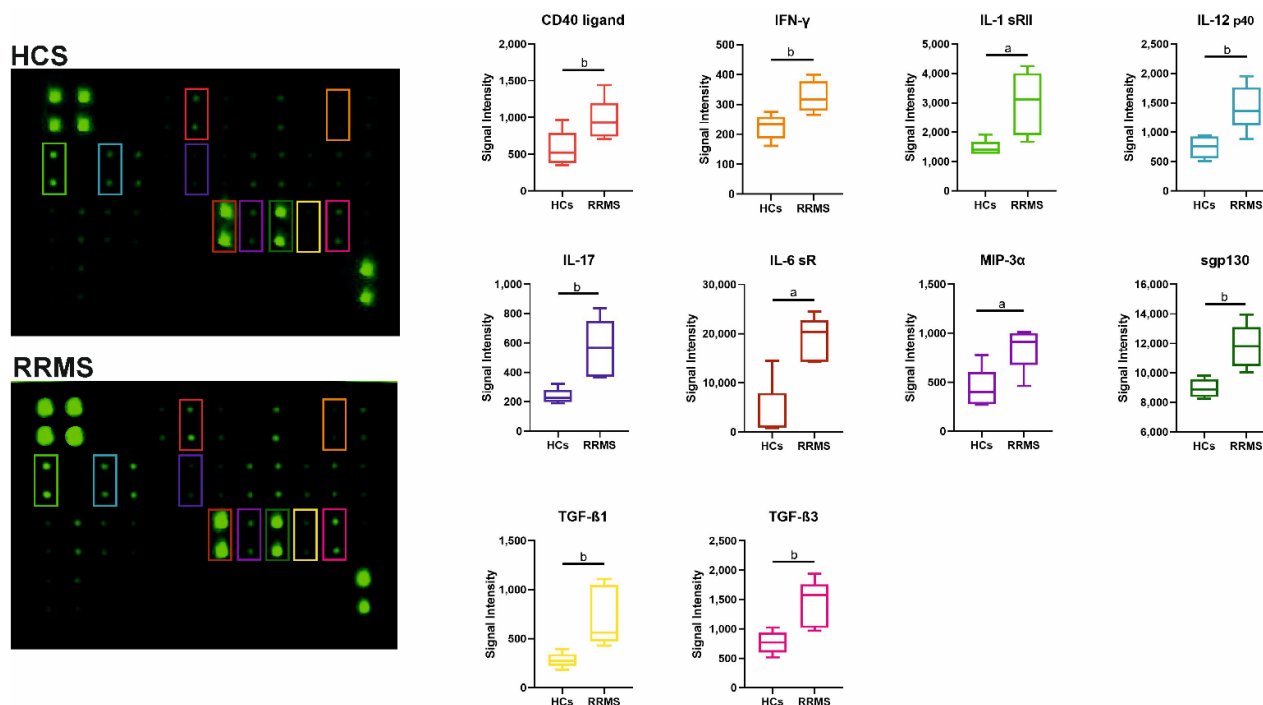 HCS
RRMS
CD40 ligand
Signal Intensity
2,000
1,500
1,000
500
0
b
HCs
RRMS
IFN-γ
Signal Intensity
500
400
300
200
100
0
b
HCs
RRMS
IL-1 sRII
Signal Intensity
5,000
4,000
3,000
2,000
1,000
0
a
HCs
RRMS
IL-12 p40
Signal Intensity
2,500
2,000
1,500
1,000
500
0
b
HCs
RRMS
IL-17
Signal Intensity
1,000
800
600
400
200
0
b
HCs
RRMS
IL-6 sR
Signal Intensity
30,000
20,000
10,000
0
a
HCs
RRMS
MIP-3α
Signal Intensity
1,500
1,000
500
0
a
HCs
RRMS
sgp130
Signal Intensity
16,000
14,000
12,000
10,000
8,000
6,000
b
HCs
RRMS
TGF-ß1
Signal Intensity
1,500
1,000
500
0
b
HCs
RRMS
TGF-ß3
Signal Intensity
2,500
2,000
1,500
1,000
500
0
b
HCs
RRMS